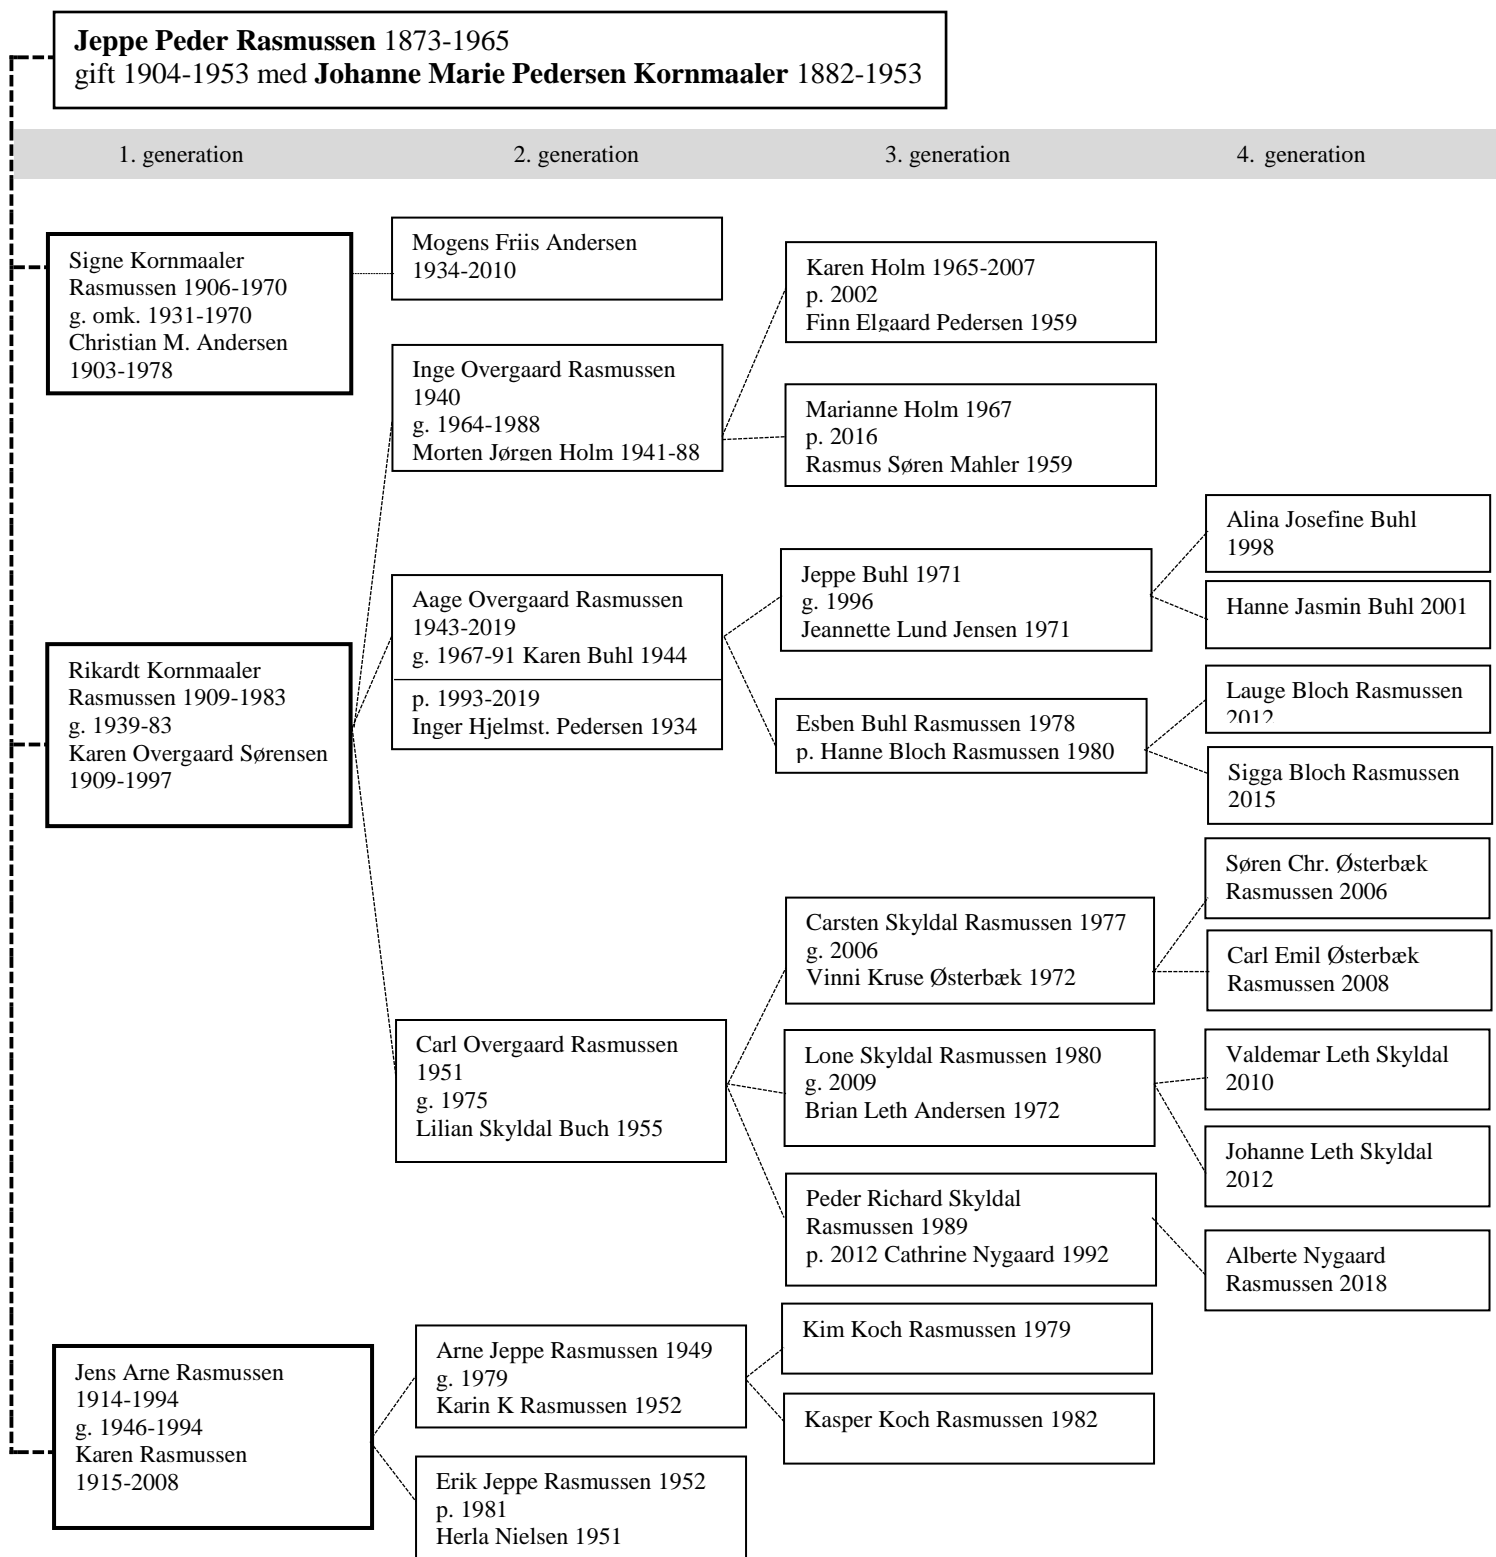 Jeppe Peder Rasmussen 1873-1965
gift 1904-1953 med Johanne Marie Pedersen Kornmaaler 1882-1953
1. generation
2. generation
3. generation
4. generation
Signe Kornmaaler
Rasmussen 1906-1970
g. omk. 1931-1970
Christian M. Andersen
1903-1978
Mogens Friis Andersen
1934-2010
Karen Holm 1965-2007
p. 2002
Finn Elgaard Pedersen 1959
Inge Overgaard Rasmussen
1940
g. 1964-1988
Morten Jørgen Holm 1941-88
Marianne Holm 1967
p. 2016
Rasmus Søren Mahler 1959
Alina Josefine Buhl
1998
Jeppe Buhl 1971
g. 1996
Jeannette Lund Jensen 1971
Hanne Jasmin Buhl 2001
Aage Overgaard Rasmussen
1943-2019
g. 1967-91 Karen Buhl 1944
p. 1993-2019
Inger Hjelmst. Pedersen 1934
Rikardt Kornmaaler
Rasmussen 1909-1983
g. 1939-83
Karen Overgaard Sørensen
1909-1997
Esben Buhl Rasmussen 1978
p. Hanne Bloch Rasmussen 1980
Lauge Bloch Rasmussen
2012
Sigga Bloch Rasmussen
2015
Søren Chr. Østerbæk
Rasmussen 2006
Carsten Skyldal Rasmussen 1977
g. 2006
Vinni Kruse Østerbæk 1972
Carl Emil Østerbæk
Rasmussen 2008
Carl Overgaard Rasmussen
1951
g. 1975
Lilian Skyldal Buch 1955
Lone Skyldal Rasmussen 1980
g. 2009
Brian Leth Andersen 1972
Valdemar Leth Skyldal
2010
Johanne Leth Skyldal
2012
Peder Richard Skyldal
Rasmussen 1989
p. 2012 Cathrine Nygaard 1992
Alberte Nygaard
Rasmussen 2018
Jens Arne Rasmussen
1914-1994
g. 1946-1994
Karen Rasmussen
1915-2008
Arne Jeppe Rasmussen 1949
g. 1979
Karin K Rasmussen 1952
Kim Koch Rasmussen 1979
Kasper Koch Rasmussen 1982
Erik Jeppe Rasmussen 1952
p. 1981
Herla Nielsen 1951